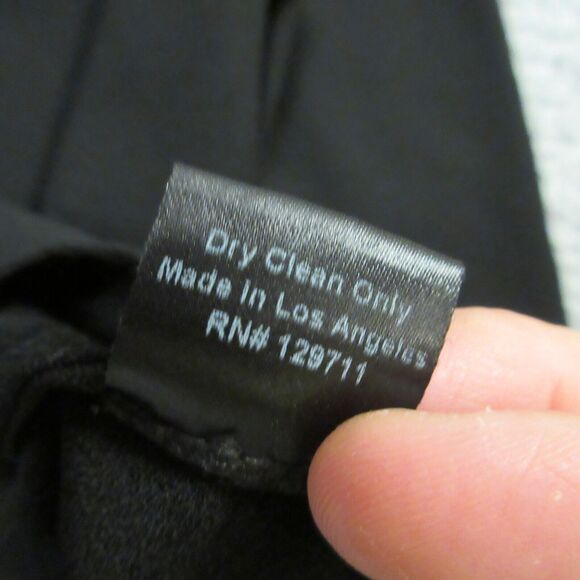 Dry Clean Only
Made in Los Angeles
RN# 129711